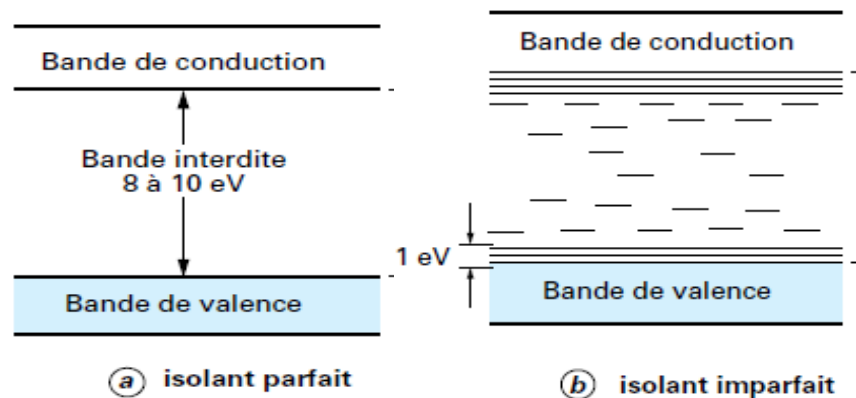 Bande de conduction
Bande interdite
8 à 10 eV
Bande de valence
a isolant parfait
Bande de conduction
1 eV
Bande de valence
b isolant imparfait